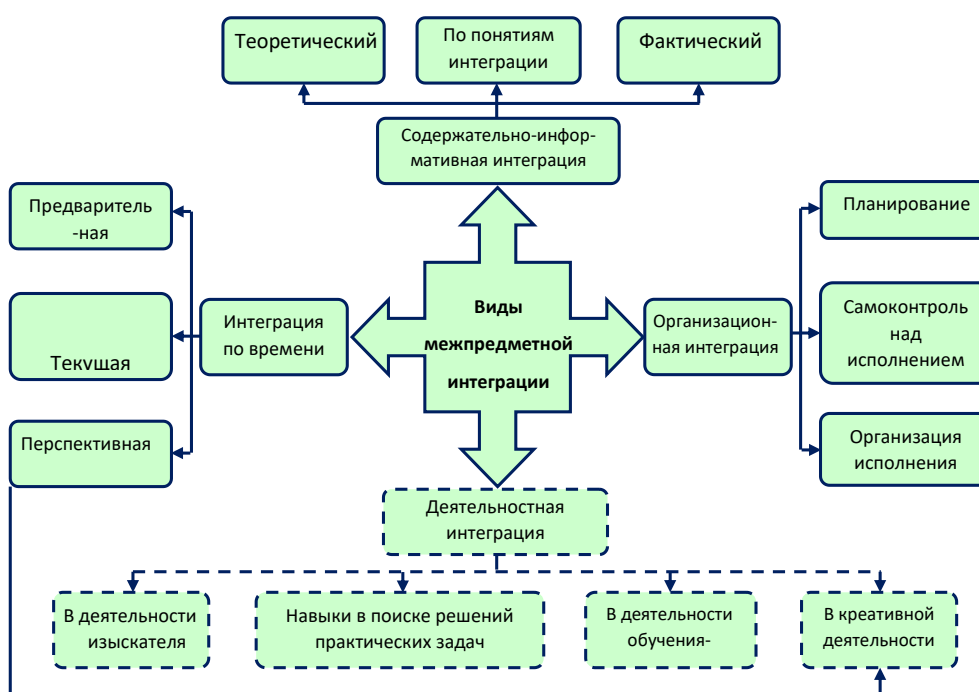 Теоретический
По понятиям
интеграции
Фактический
Содержательно-инфор-
мативная интеграция
Предваритель
-ная
Текущая
Перспективная
Интеграция
по времени
Виды
межпредметной
интеграции
Организацион-
ная интеграция
Планирование
Самоконтроль
над
исполнением
Организация
исполнения
Деятельностная
интеграция
В деятельности
изыскателя
Навыки в поиске решений
практических задач
В деятельности
обучения-
В креативной
деятельности